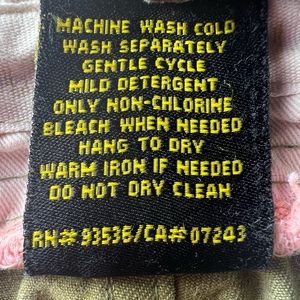 MACHINE WASH COLD
WASH SEPARATELY
GENTLE CYCLE
MILD DETERGENT
ONLY NON-CHLORINE
BLEACH WHEN NEEDED
HANG TO DRY
WARM IRON IF NEEDED
DO NOT DRY CLEAN
RN# 93536/CA# 07243